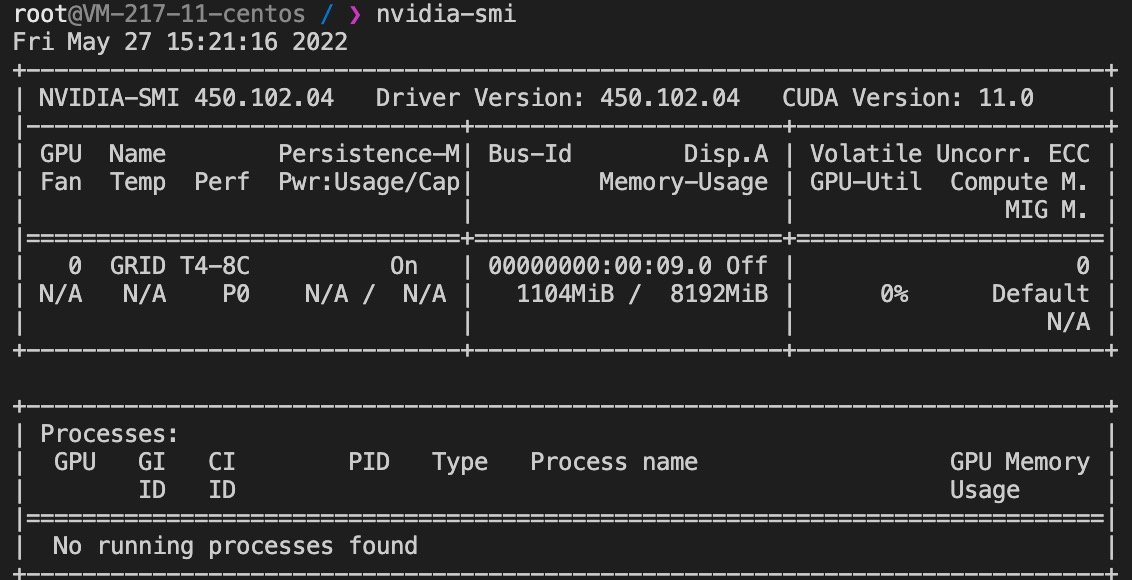 root@VM-217-11-centos / ❯ nvidia-smi
Fri May 27 15:21:16 2022
+-----------------------------------------------------------------------------+
| NVIDIA-SMI 450.102.04   Driver Version: 450.102.04   CUDA Version: 11.0     |
|-------------------------------+----------------------+----------------------+
| GPU  Name        Persistence-M| Bus-Id        Disp.A | Volatile Uncorr. ECC |
| Fan  Temp  Perf  Pwr:Usage/Cap|         Memory-Usage | GPU-Util  Compute M. |
|                               |                      |               MIG M. |
|===============================+======================+======================|
|   0  GRID T4-8C          On   | 00000000:00:09.0 Off |                    0 |
| N/A   N/A    P0    N/A /  N/A |   1104MiB /  8192MiB |      0%      Default |
|                               |                      |                  N/A |
+-------------------------------+----------------------+----------------------+

+-----------------------------------------------------------------------------+
| Processes:                                                                  |
|  GPU   GI   CI        PID   Type   Process name                  GPU Memory |
|        ID   ID                                                   Usage      |
|=============================================================================|
|  No running processes found                                                 |
+-----------------------------------------------------------------------------+